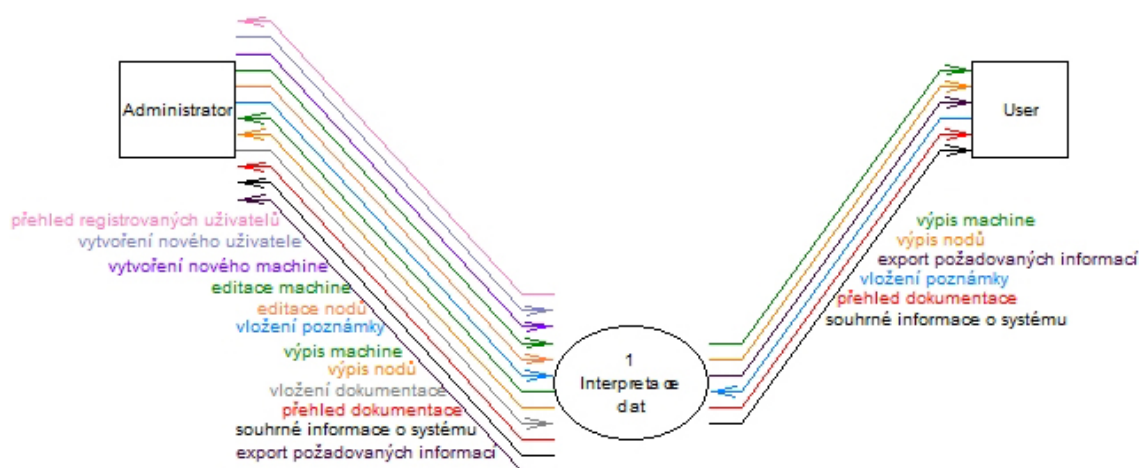 Administrator
User
přehled registrovaných uživatelů
vytvoření nového uživatele
vytvoření nového machine
editace machine
editace nodů
vložení poznámky
výpis machine
výpis nodů
vložení dokumentace
přehled dokumentace
souhrné informace o systému
export požadovaných informací
1
Interpretace
dat
výpis machine
výpis nodů
export požadovaných informací
vložení poznámky
přehled dokumentace
souhrné informace o systému